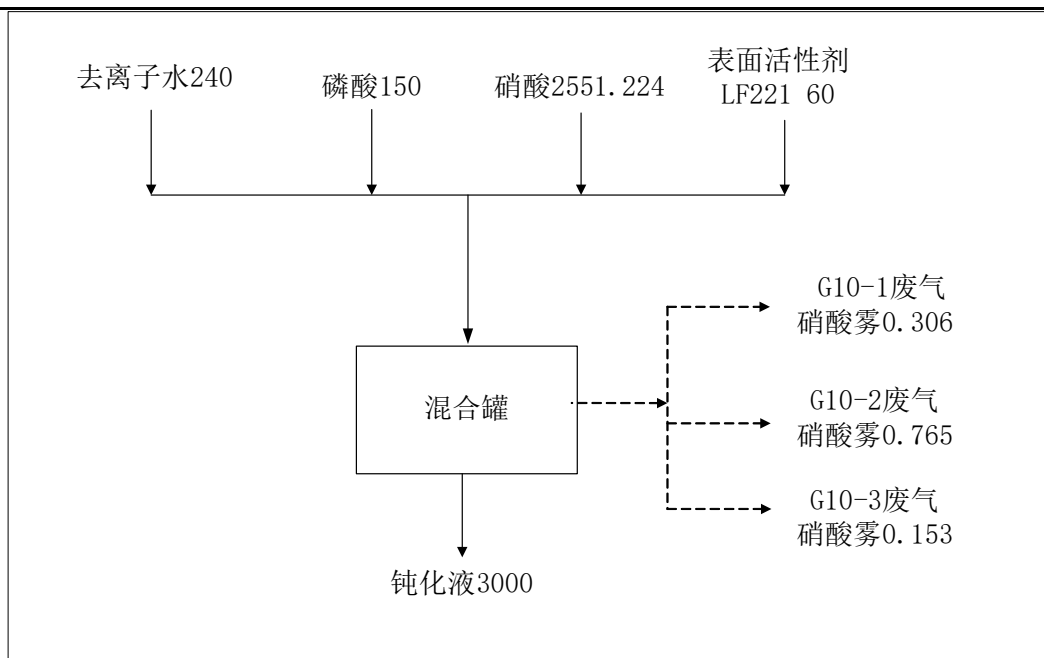 去离子水240
磷酸150
硝酸2551.224
表面活性剂
LF221 60
G10-1废气
硝酸雾0.306
混合罐
G10-2废气
硝酸雾0.765
G10-3废气
硝酸雾0.153
钝化液3000